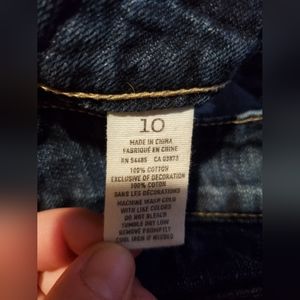 10
MADE IN CHINA
FABRIQUÉ EN CHINE
RN 54485 CA 03873
100% COTTON
EXCLUSIVE OF DECORATION
100% COTON
SANS LES DÉCORATIONS
MACHINE WASH COLD
WITH LIKE COLORS
DO NOT BLEACH
TUMBLE DRY LOW
REMOVE PROMPTLY
COOL IRON IF NEEDED